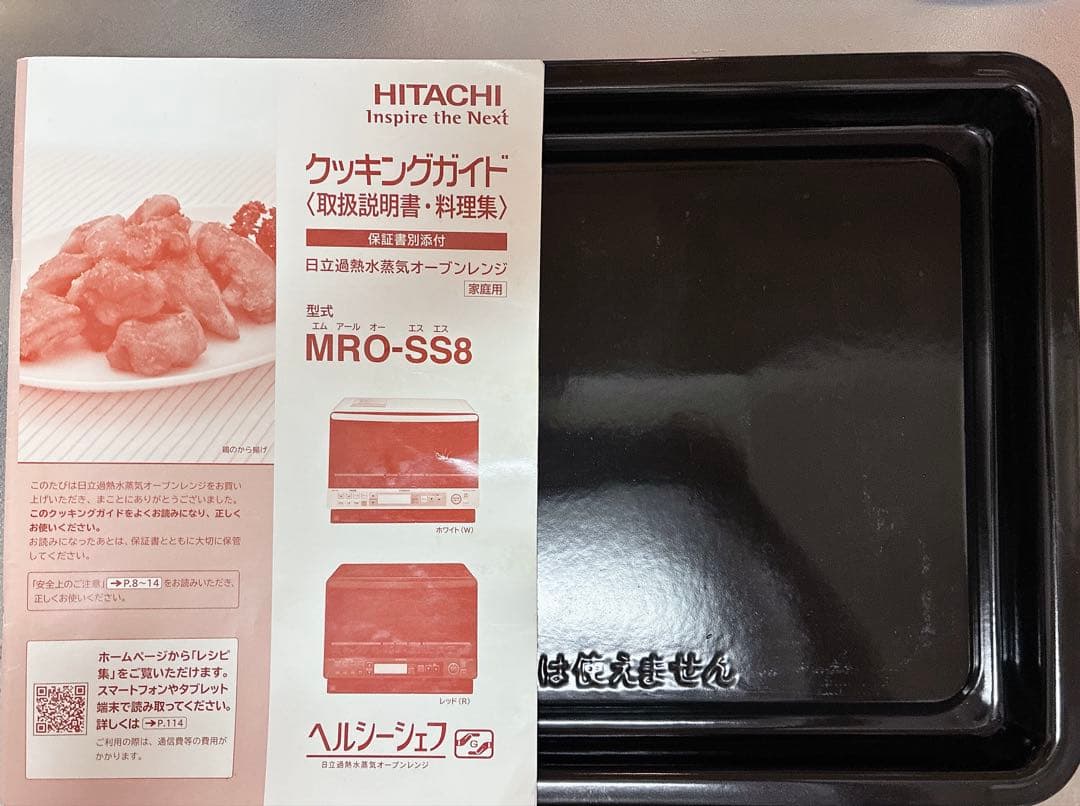 HITACHI
Inspire the Next
クッキングガイド
〈取扱説明書・料理集〉
保証書別添付
日立過熱水蒸気オーブンレンジ
家庭用
型式
エム アール オー エス エス
MRO-SS8
鶏のから揚げ
このたびは日立過熱水蒸気オーブンレンジをお買い
上げいただき、まことにありがとうございました。
このクッキングガイドをよくお読みになり、正しく
お使いください。
お読みになったあとは、保証書とともに大切に保管
してください。
「安全上のご注意」→P.8~14 をお読みいただき、
正しくお使いください。
ホームページから「レシピ
集」をご覧いただけます。
スマートフォンやタブレット
端末で読み取ってください。
詳しくは →P.114
ご利用の際は、通信費等の費用が
かかります。
ホワイト(W)
レッド(R)
ヘルシーシェフ
G
日立過熱水蒸気オーブンレンジ
は使えません